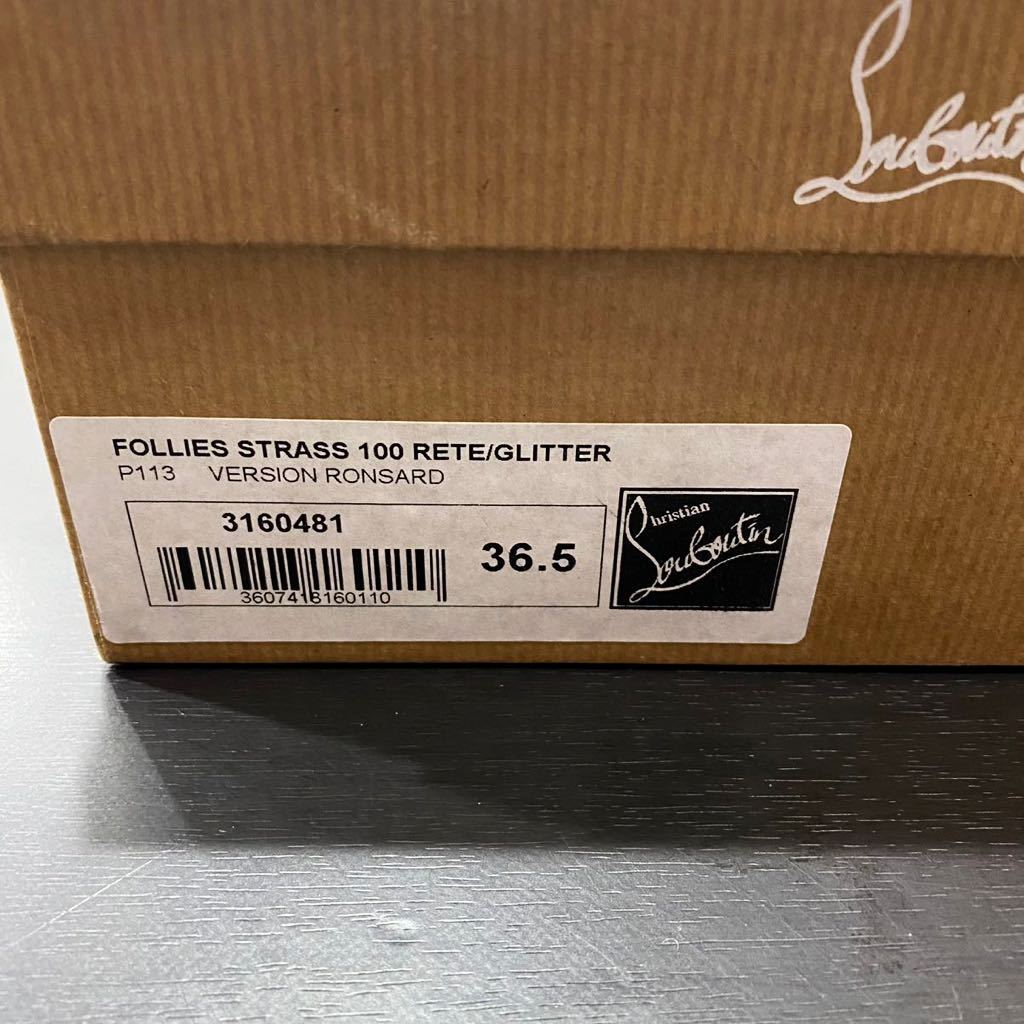 Louboutin
FOLLIES STRASS 100 RETE/GLITTER
P113 VERSION RONSARD
3160481
36.5
3607418160110
Christian
Louboutin